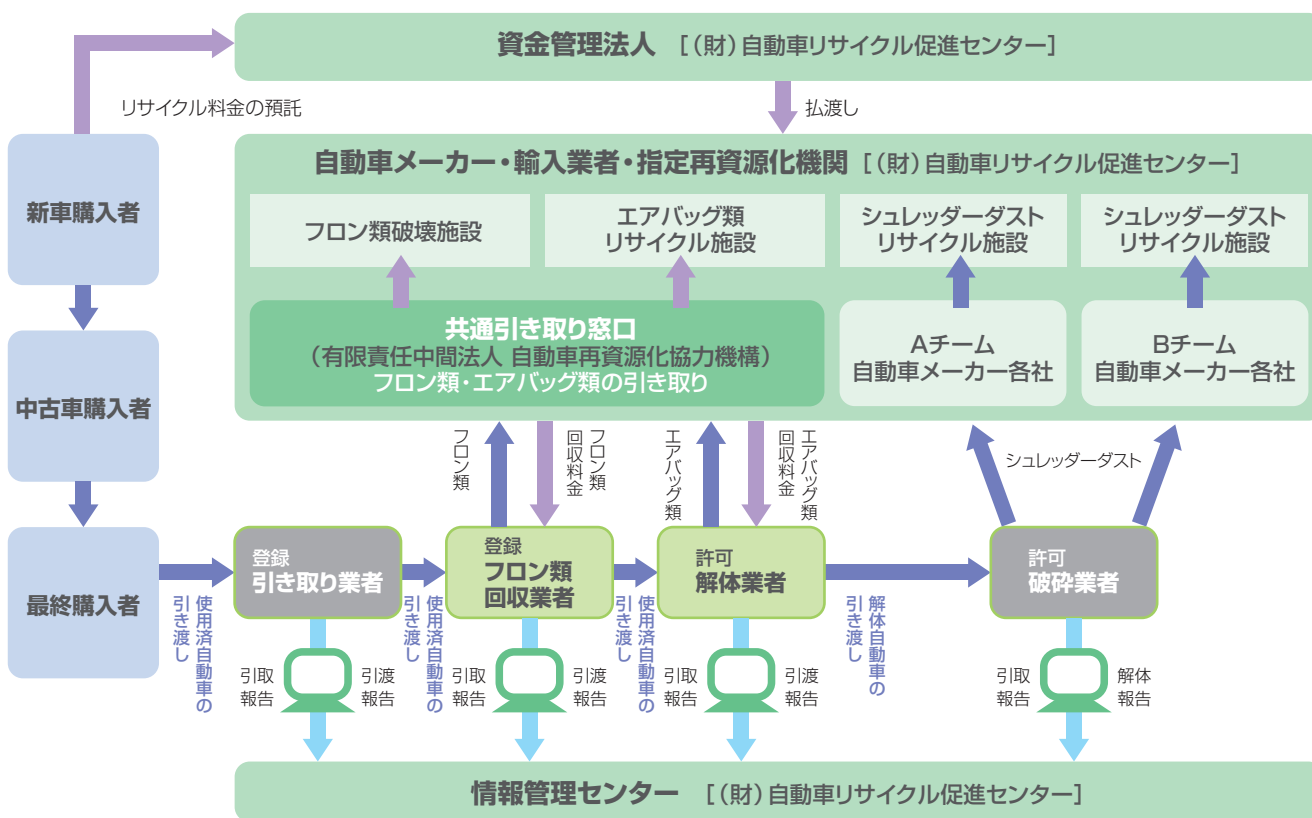 資金管理法人 [(財)自動車リサイクル促進センター]
リサイクル料金の預託
払渡し
自動車メーカー・輸入業者・指定再資源化機関 [(財)自動車リサイクル促進センター]
新車購入者
フロン類破壊施設
エアバッグ類
リサイクル施設
シュレッダーダスト
リサイクル施設
シュレッダーダスト
リサイクル施設
共通引き取り窓口
(有限責任中間法人 自動車再資源化協力機構)
フロン類・エアバッグ類の引き取り
Aチーム
自動車メーカー各社
Bチーム
自動車メーカー各社
中古車購入者
フロン類
フロン類
回収料金
エアバッグ類
エアバッグ類
回収料金
シュレッダーダスト
最終購入者
使用済自動車の
引き渡し
登録
引き取り業者
使用済自動車の
引き渡し
登録
フロン類
回収業者
使用済自動車の
引き渡し
許可
解体業者
解体自動車の
引き渡し
許可
破砕業者
引取
報告
引渡
報告
引取
報告
引渡
報告
引取
報告
引渡
報告
引取
報告
解体
報告
情報管理センター [(財)自動車リサイクル促進センター]